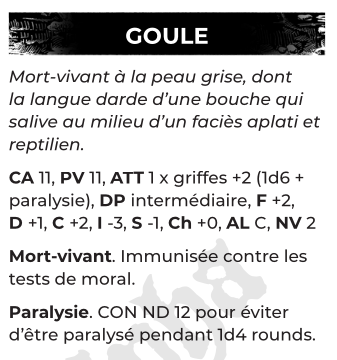 GOULE
Mort-vivant à la peau grise, dont
la langue darde d'une bouche qui
salive au milieu d'un faciès aplati et
reptilien.
CA 11, PV 11, ATT 1 x griffes +2 (1d6 +
paralysie), DP intermédiaire, F +2,
D +1, C +2, I -3, S -1, Ch +0, AL C, NV 2
Mort-vivant. Immunisée contre les
tests de moral.
Paralysie. CON ND 12 pour éviter
d'être paralysé pendant 1d4 rounds.